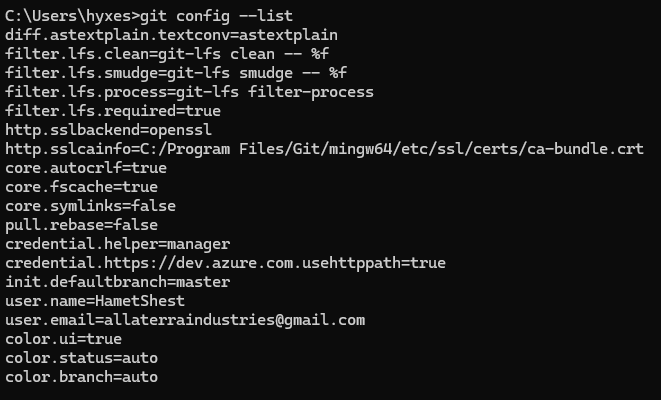 C:\Users\hyxes>git config --list
diff.astextplain.textconv=astextplain
filter.lfs.clean=git-lfs clean -- %f
filter.lfs.smudge=git-lfs smudge -- %f
filter.lfs.process=git-lfs filter-process
filter.lfs.required=true
http.sslbackend=openssl
http.sslcainfo=C:/Program Files/Git/mingw64/etc/ssl/certs/ca-bundle.crt
core.autocrlf=true
core.fscache=true
core.symlinks=false
pull.rebase=false
credential.helper=manager
credential.https://dev.azure.com.usehttppath=true
init.defaultbranch=master
user.name=HametShest
user.email=allaterraindustries@gmail.com
color.ui=true
color.status=auto
color.branch=auto